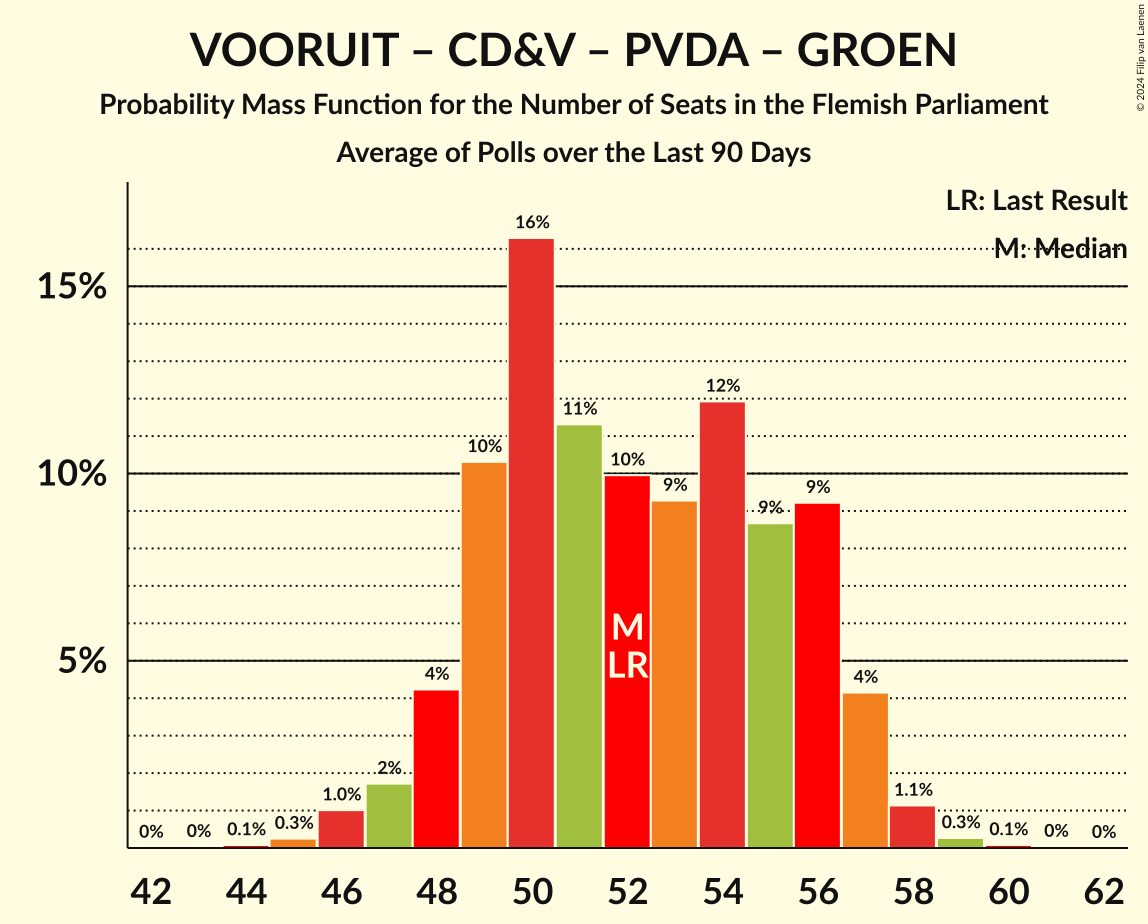 VOORUIT – CD&V – PVDA – GROEN
Probability Mass Function for the Number of Seats in the Flemish Parliament
Average of Polls over the Last 90 Days
© 2024 Filip van Laenen
LR: Last Result
M: Median
15%
10%
5%
0%
0%
0.1%
0.3%
1.0%
2%
4%
10%
16%
11%
10%
9%
12%
9%
9%
4%
1.1%
0.3%
0.1%
0%
0%
M
LR
42 44 46 48 50 52 54 56 58 60 62